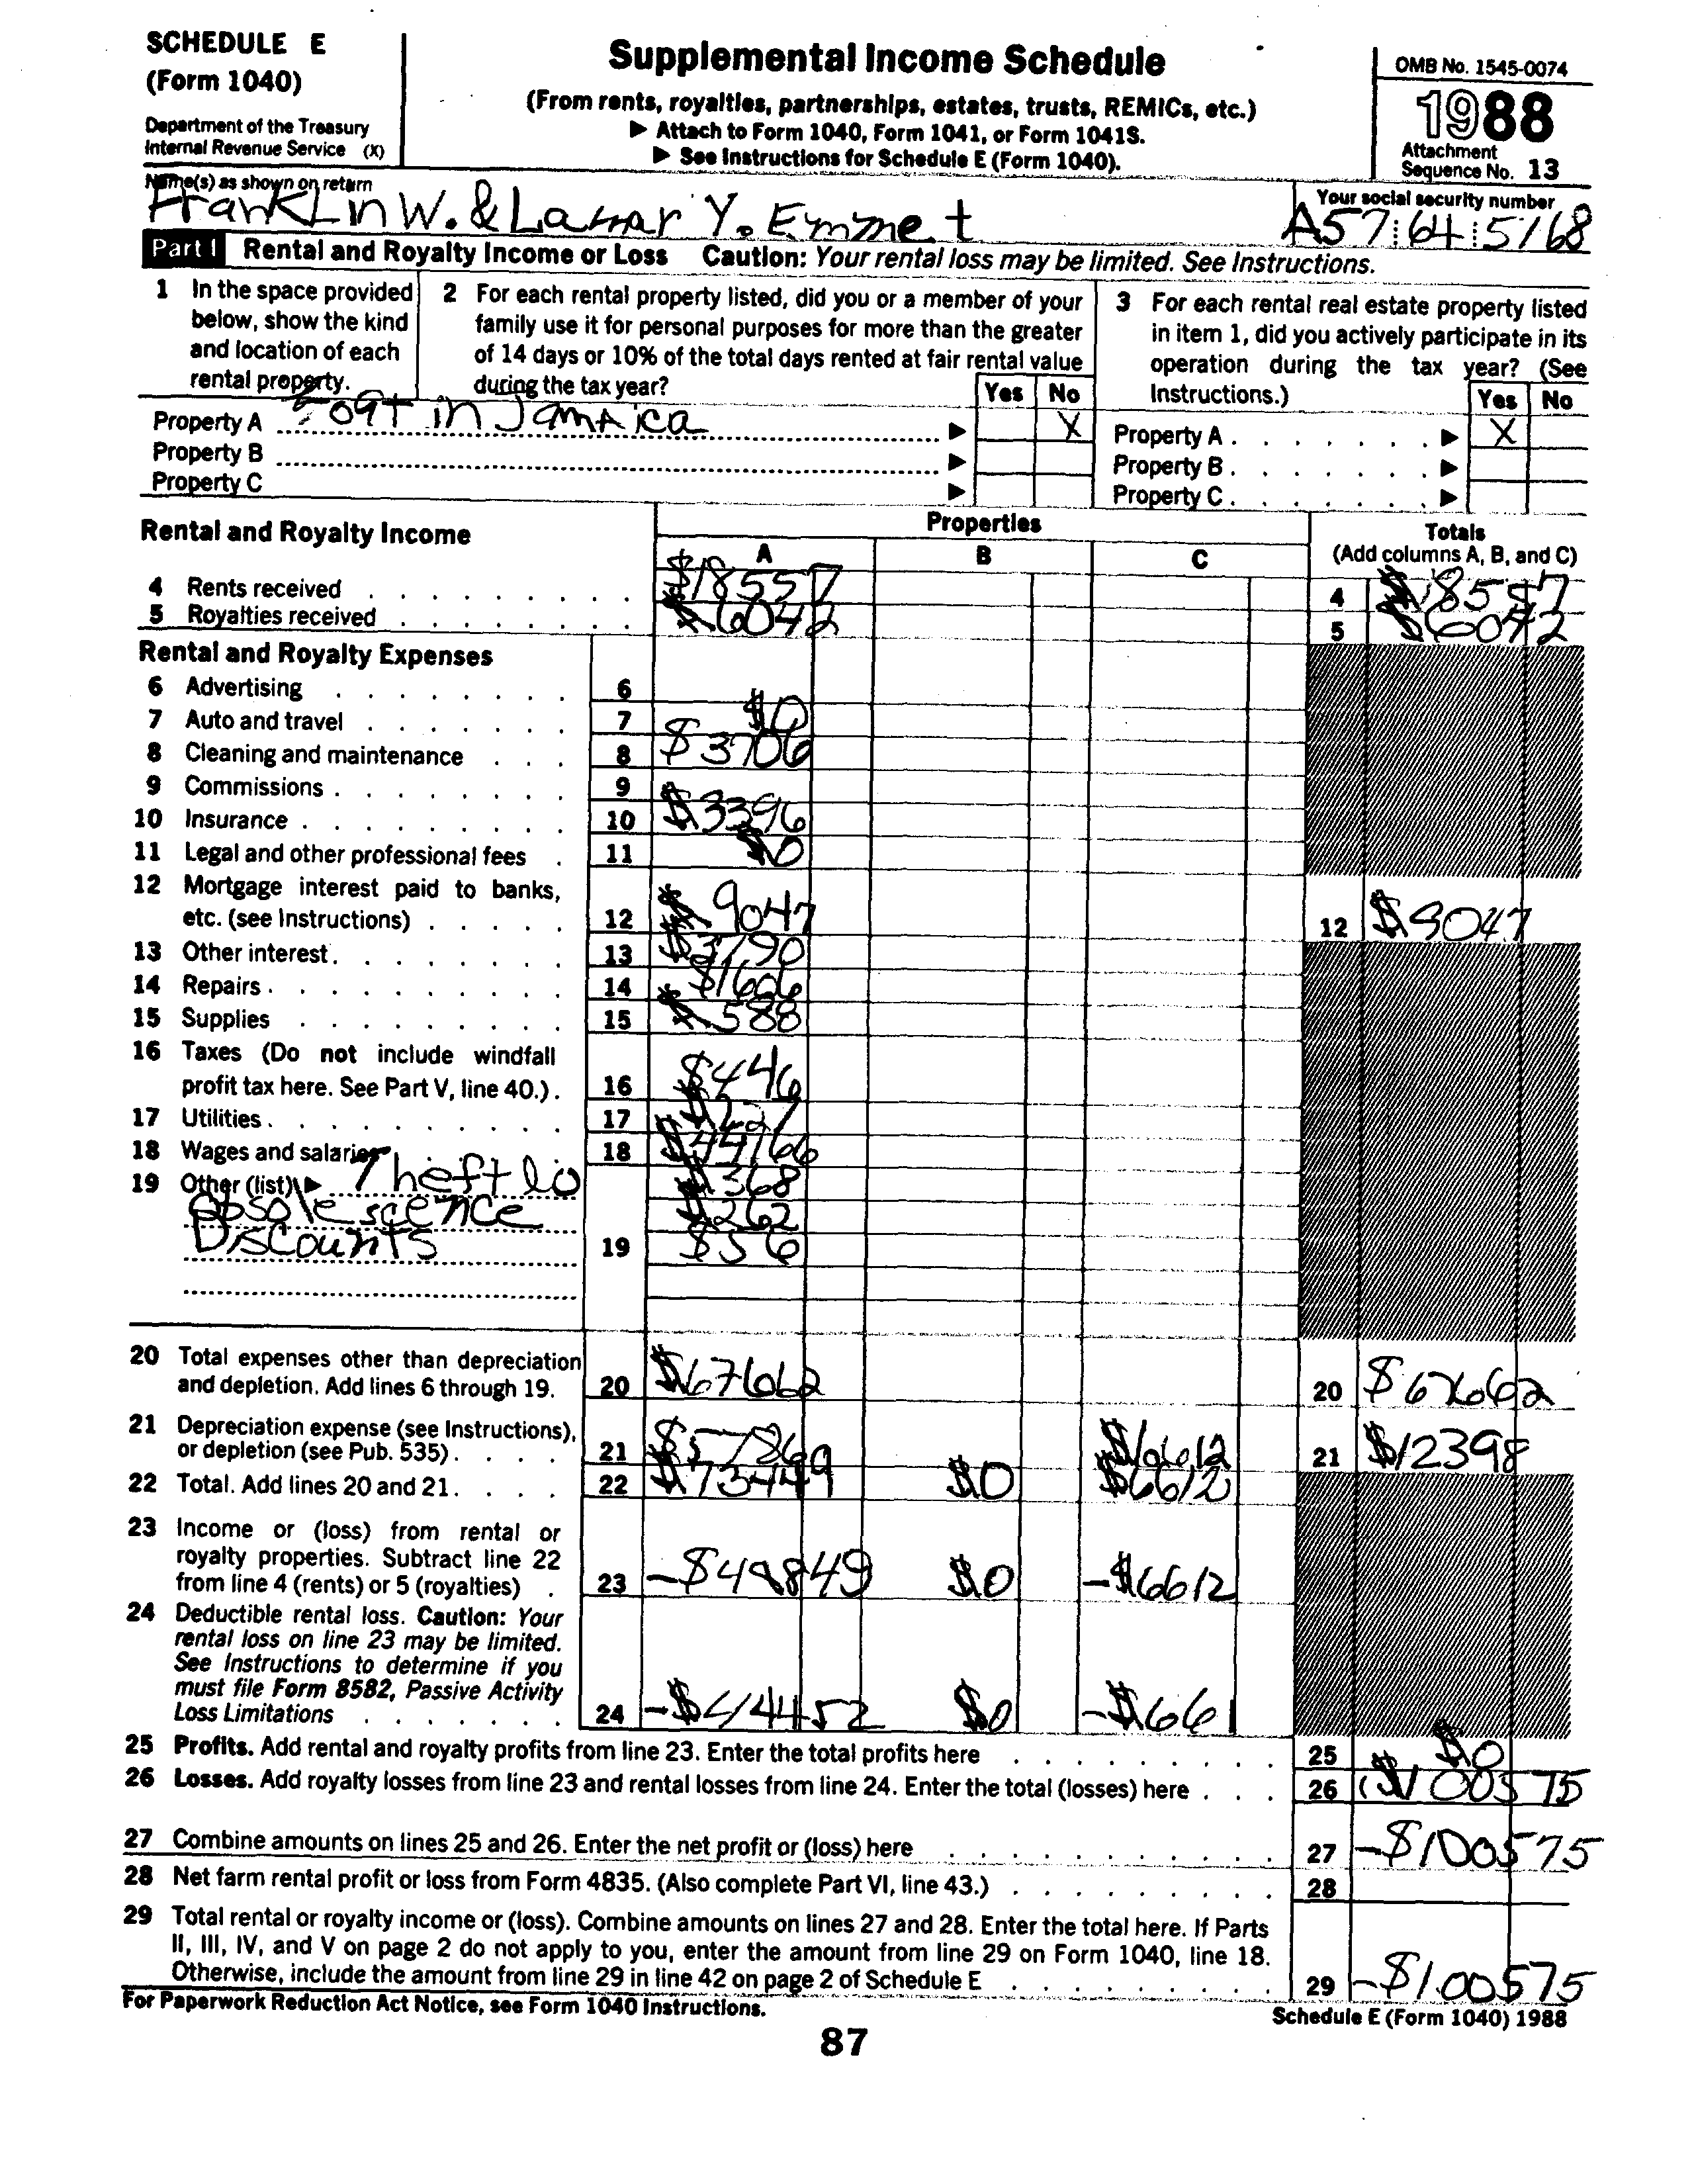 SCHEDULE E
(Form 1040)
Department of the Treasury
Internal Revenue Service (X)
Supplemental Income Schedule
(From rents, royalties, partnerships, estates, trusts, REMICs, etc.)
▶ Attach to Form 1040, Form 1041, or Form 1041S.
▶ See Instructions for Schedule E (Form 1040).
OMB No. 1545-0074
1988
Attachment
Sequence No. 13
Name(s) as shown on return
FrankLin W. & Lamar Y. Emmet
Your social security number
A57 64 5168
Part I Rental and Royalty Income or Loss Caution: Your rental loss may be limited. See Instructions.
1 In the space provided below, show the kind and location of each rental property.
2 For each rental property listed, did you or a member of your family use it for personal purposes for more than the greater of 14 days or 10% of the total days rented at fair rental value during the tax year?
Yes No
3 For each rental real estate property listed in item 1, did you actively participate in its operation during the tax year? (See Instructions.)
Yes No
Property A in Jamaica ▶ X
Property B ▶
Property C ▶
Property A ▶ X
Property B ▶
Property C ▶
Rental and Royalty Income
Properties
A B C
Totals
(Add columns A, B, and C)
4 Rents received $18557 4 $18557
5 Royalties received $6042 5 $6042
Rental and Royalty Expenses
6 Advertising 6
7 Auto and travel 7 $0
8 Cleaning and maintenance 8 $3706
9 Commissions 9
10 Insurance 10 $3396
11 Legal and other professional fees 11 $0
12 Mortgage interest paid to banks,
etc. (see Instructions) 12 $9047 12 $9047
13 Other interest 13 $3790
14 Repairs 14 $1606
15 Supplies 15 $588
16 Taxes (Do not include windfall
profit tax here. See Part V, line 40.) 16 $446
17 Utilities 17 $227
18 Wages and salaries 18 $44166
19 Other (list) ▶ Theft lo $368
Obsolescence $262
Discounts 19 $56
20 Total expenses other than depreciation
and depletion. Add lines 6 through 19. 20 $67662 20 $67662
21 Depreciation expense (see Instructions),
or depletion (see Pub. 535) 21 $5786 $6612 21 $12398
22 Total. Add lines 20 and 21 22 $73449 $0 $6612
23 Income or (loss) from rental or
royalty properties. Subtract line 22
from line 4 (rents) or 5 (royalties) 23 -$48849 $0 -$6612
24 Deductible rental loss. Caution: Your
rental loss on line 23 may be limited.
See Instructions to determine if you
must file Form 8582, Passive Activity
Loss Limitations 24 -$44452 $0 -$661
25 Profits. Add rental and royalty profits from line 23. Enter the total profits here 25 $0
26 Losses. Add royalty losses from line 23 and rental losses from line 24. Enter the total (losses) here 26 ($100575
27 Combine amounts on lines 25 and 26. Enter the net profit or (loss) here 27 -$100575
28 Net farm rental profit or loss from Form 4835. (Also complete Part VI, line 43.) 28
29 Total rental or royalty income or (loss). Combine amounts on lines 27 and 28. Enter the total here. If Parts
II, III, IV, and V on page 2 do not apply to you, enter the amount from line 29 on Form 1040, line 18.
Otherwise, include the amount from line 29 in line 42 on page 2 of Schedule E 29 -$100575
For Paperwork Reduction Act Notice, see Form 1040 Instructions.
Schedule E (Form 1040) 1988
87